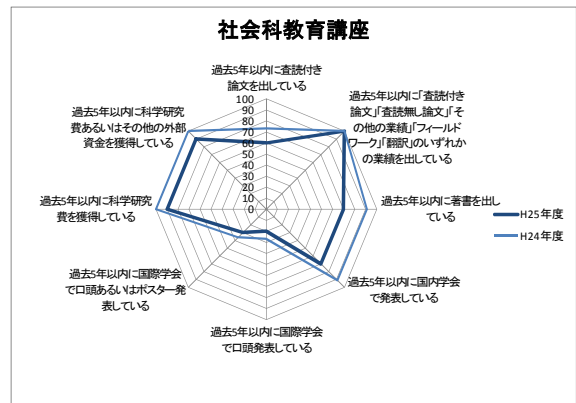 社会科教育講座
過去5年以内に査読付き
論文を出している
過去5年以内に「査読付き
論文」「査読無し論文」「そ
の他の業績」「フィールド
ワーク」「翻訳」のいずれか
の業績を出している
過去5年以内に著書を出し
ている
過去5年以内に国内学会
で発表している
過去5年以内に国際学会
で口頭発表している
過去5年以内に国際学会
で口頭あるいはポスター発
表している
過去5年以内に科学研究
費を獲得している
過去5年以内に科学研究
費あるいはその他の外部
資金を獲得している
100
90
80
70
60
50
40
30
20
10
0
H25年度
H24年度